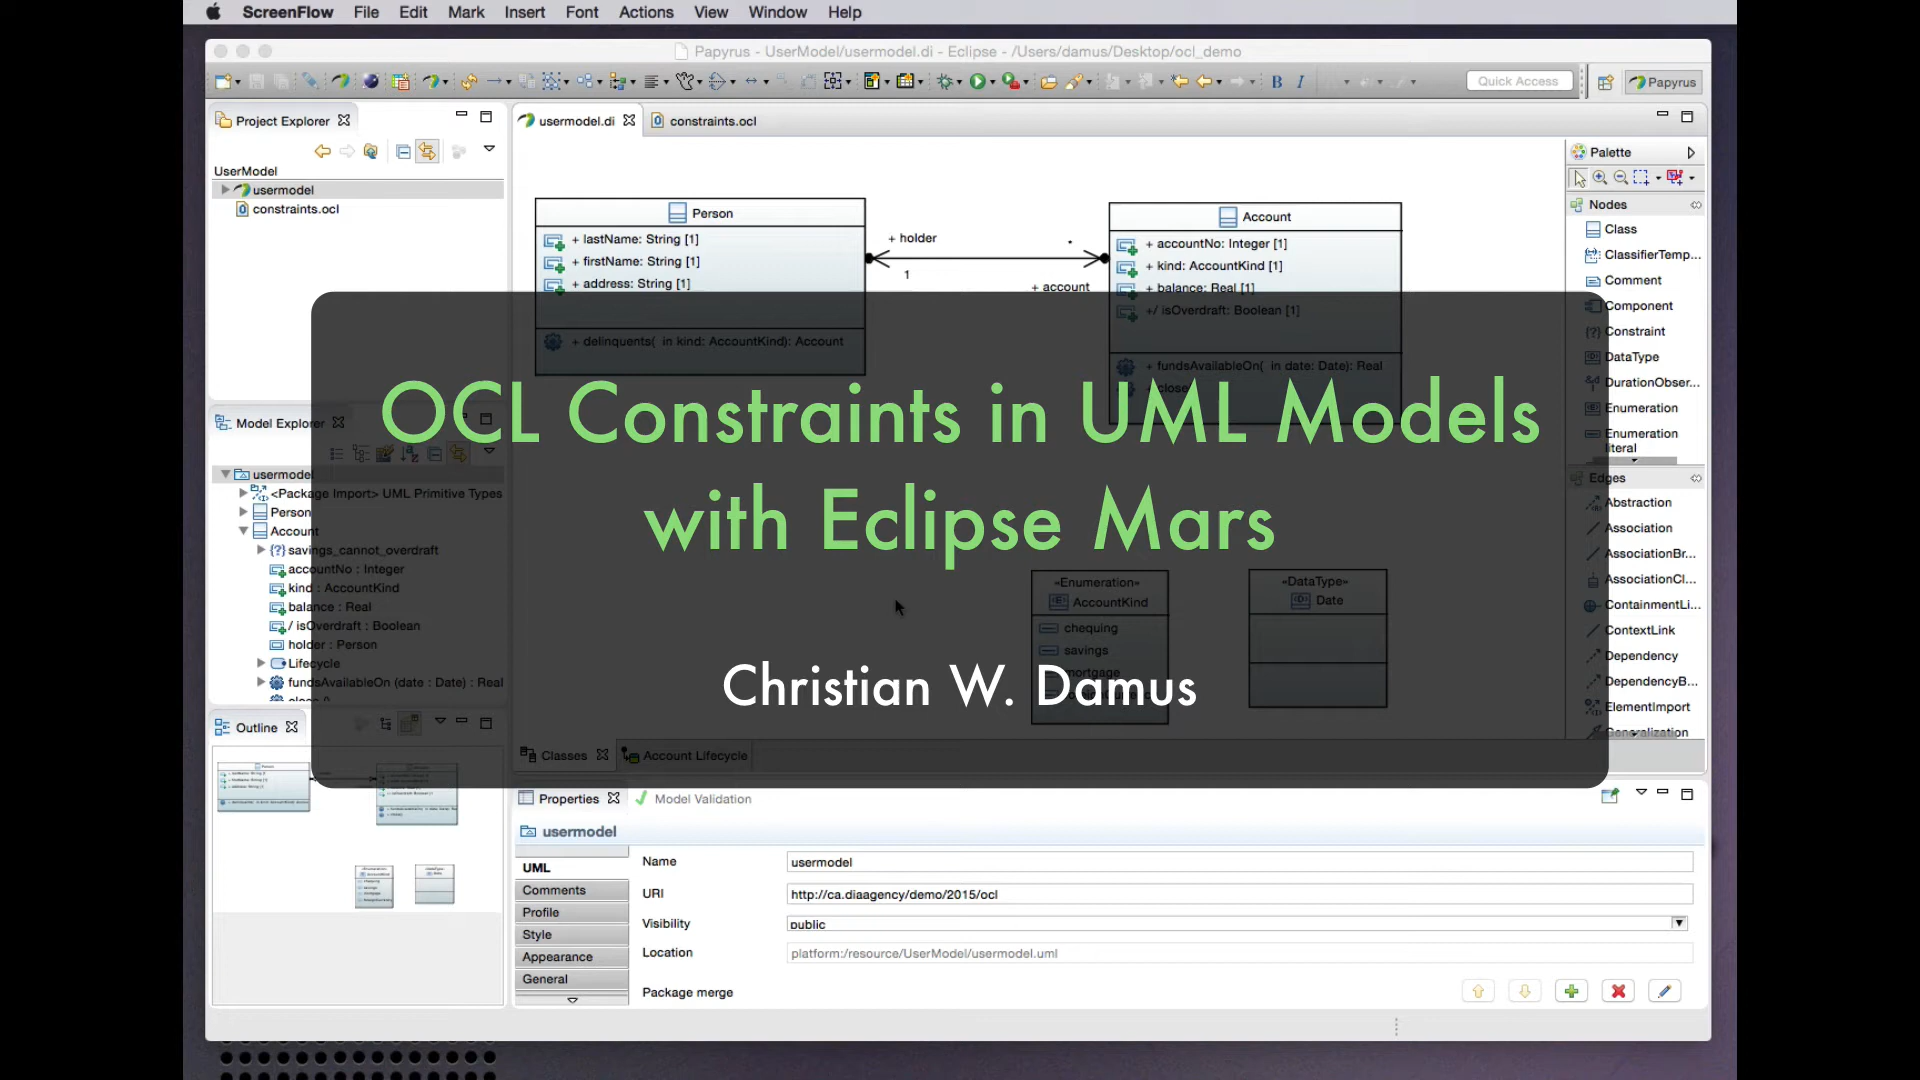 ScreenFlow File Edit Mark Insert Font Actions View Window Help
Papyrus - UserModel/usermodel.di - Eclipse - /Users/damus/Desktop/ocl_demo
Quick Access
Papyrus
Project Explorer
UserModel
usermodel
constraints.ocl
usermodel.di
constraints.ocl
Person
+ lastName: String [1]
+ firstName: String [1]
+ address: String [1]
+ delinquents( in kind: AccountKind): Account
+ holder
1
*
+ account
Account
+ accountNo: Integer [1]
+ kind: AccountKind [1]
+ balance: Real [1]
+/ isOverdraft: Boolean [1]
+ fundsAvailableOn( in date: Date): Real
OCL Constraints in UML Models
with Eclipse Mars
Christian W. Damus
«Enumeration»
AccountKind
chequing
savings
mortgage
«DataType»
Date
Palette
Nodes
Class
ClassifierTemp...
Comment
Component
Constraint
DataType
DurationObser...
Enumeration
Enumeration
literal
Edges
Abstraction
Association
AssociationBr...
AssociationCl...
ContainmentLi...
ContextLink
Dependency
DependencyB...
ElementImport
Generalization
Model Explorer
usermodel
<Package Import> UML Primitive Types
Person
Account
savings_cannot_overdraft
accountNo : Integer
kind : AccountKind
balance : Real
/ isOverdraft : Boolean
holder : Person
Lifecycle
fundsAvailableOn (date : Date) : Real
close ()
Outline
Classes
Account Lifecycle
Properties
Model Validation
usermodel
UML
Comments
Profile
Style
Appearance
General
Name
usermodel
URI
http://ca.diaagency/demo/2015/ocl
Visibility
public
Location
platform:/resource/UserModel/usermodel.uml
Package merge